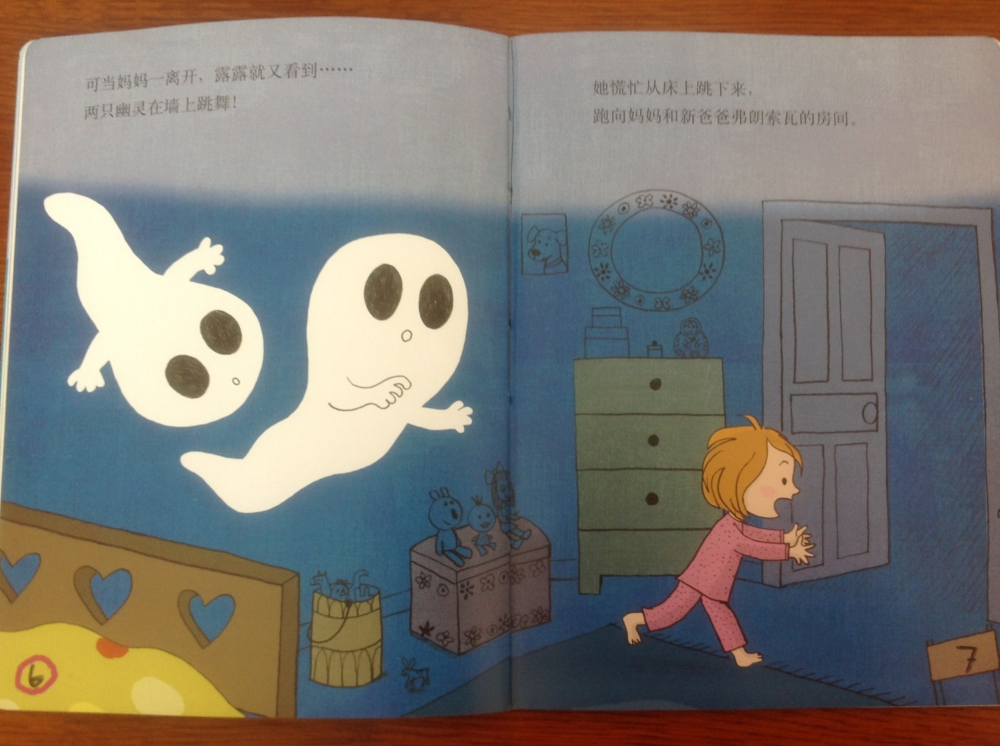 可当妈妈一离开，露露就又看到……
两只幽灵在墙上跳舞！
她慌忙从床上跳下来，
跑向妈妈和新爸爸弗朗索瓦的房间。
6
7